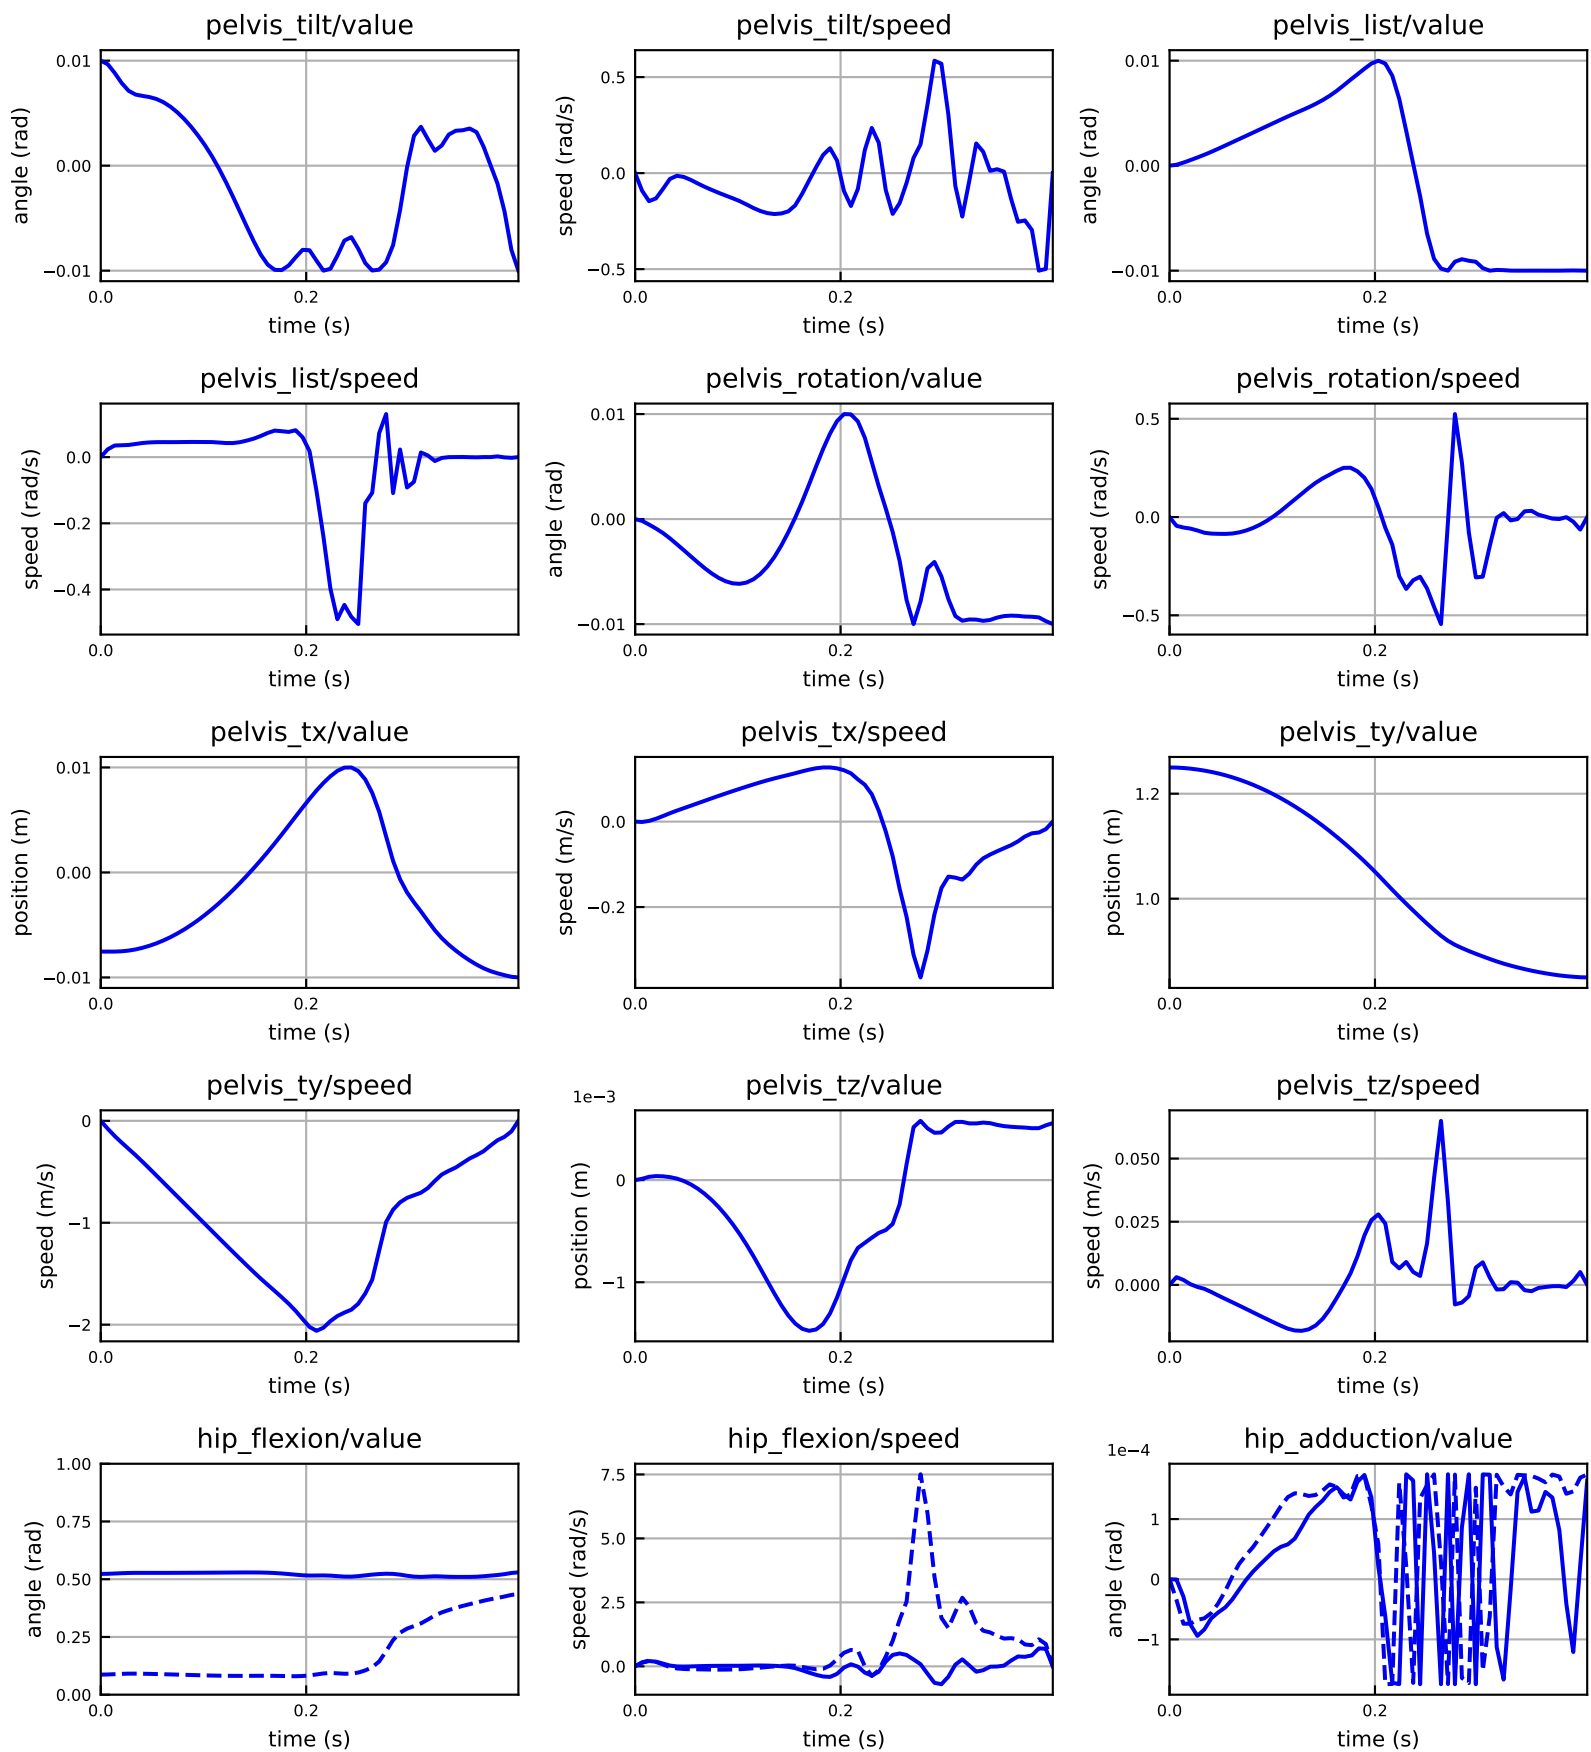 pelvis_tilt/value
angle (rad)
0.01
0.00
−0.01
0.0
0.2
time (s)
pelvis_tilt/speed
speed (rad/s)
0.5
0.0
−0.5
0.0
0.2
time (s)
pelvis_list/value
angle (rad)
0.01
0.00
−0.01
0.0
0.2
time (s)
pelvis_list/speed
speed (rad/s)
0.0
−0.2
−0.4
0.0
0.2
time (s)
pelvis_rotation/value
angle (rad)
0.01
0.00
−0.01
0.0
0.2
time (s)
pelvis_rotation/speed
speed (rad/s)
0.5
0.0
−0.5
0.0
0.2
time (s)
pelvis_tx/value
position (m)
0.01
0.00
−0.01
0.0
0.2
time (s)
pelvis_tx/speed
speed (m/s)
0.0
−0.2
0.0
0.2
time (s)
pelvis_ty/value
position (m)
1.2
1.0
0.0
0.2
time (s)
pelvis_ty/speed
speed (m/s)
0
−1
−2
0.0
0.2
time (s)
pelvis_tz/value
1e−3
position (m)
0
−1
0.0
0.2
time (s)
pelvis_tz/speed
speed (m/s)
0.050
0.025
0.000
0.0
0.2
time (s)
hip_flexion/value
angle (rad)
1.00
0.75
0.50
0.25
0.00
0.0
0.2
time (s)
hip_flexion/speed
speed (rad/s)
7.5
5.0
2.5
0.0
0.0
0.2
time (s)
hip_adduction/value
1e−4
angle (rad)
1
0
−1
0.0
0.2
time (s)